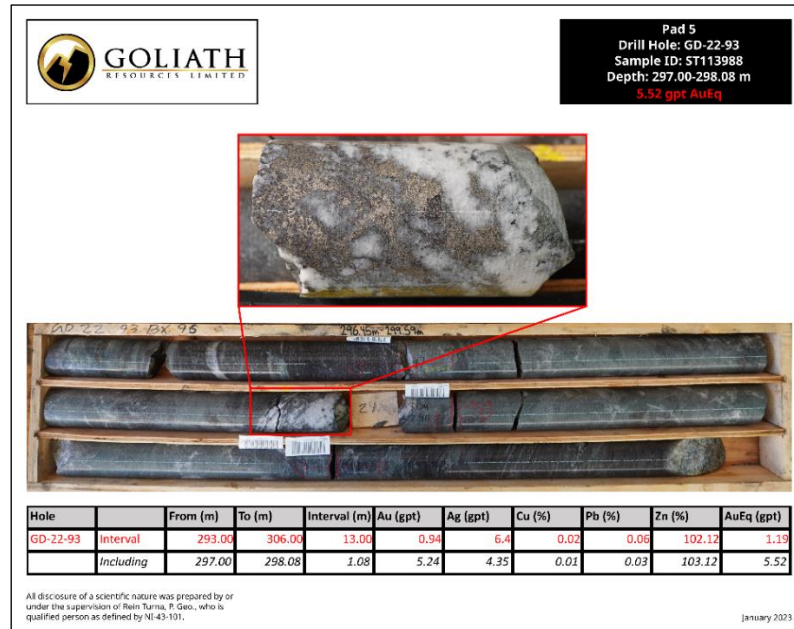 GOLIATH
RESOURCES LIMITED
Pad 5
Drill Hole: GD-22-93
Sample ID: ST113988
Depth: 297.00-298.08 m
5.52 gpt AuEq
GD 22 93 BX 95
296.45m - 299.59m
Hole From (m) To (m) Interval (m) Au (gpt) Ag (gpt) Cu (%) Pb (%) Zn (%) AuEq (gpt)
GD-22-93 Interval 293.00 306.00 13.00 0.94 6.4 0.02 0.06 102.12 1.19
Including 297.00 298.08 1.08 5.24 4.35 0.01 0.03 103.12 5.52
All disclosure of a scientific nature was prepared by or
under the supervision of Rein Turna, P. Geo., who is
qualified person as defined by NI-43-101.
January 2023